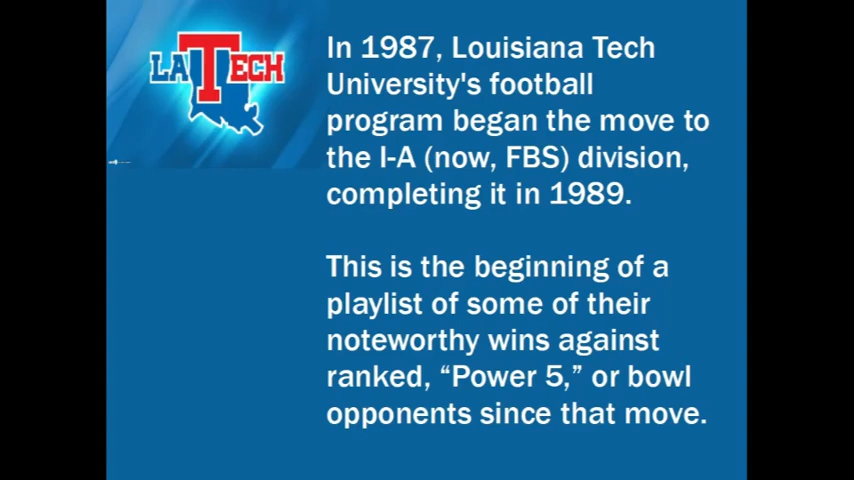 LA TECH
In 1987, Louisiana Tech
University's football
program began the move to
the I-A (now, FBS) division,
completing it in 1989.
This is the beginning of a
playlist of some of their
noteworthy wins against
ranked, “Power 5,” or bowl
opponents since that move.